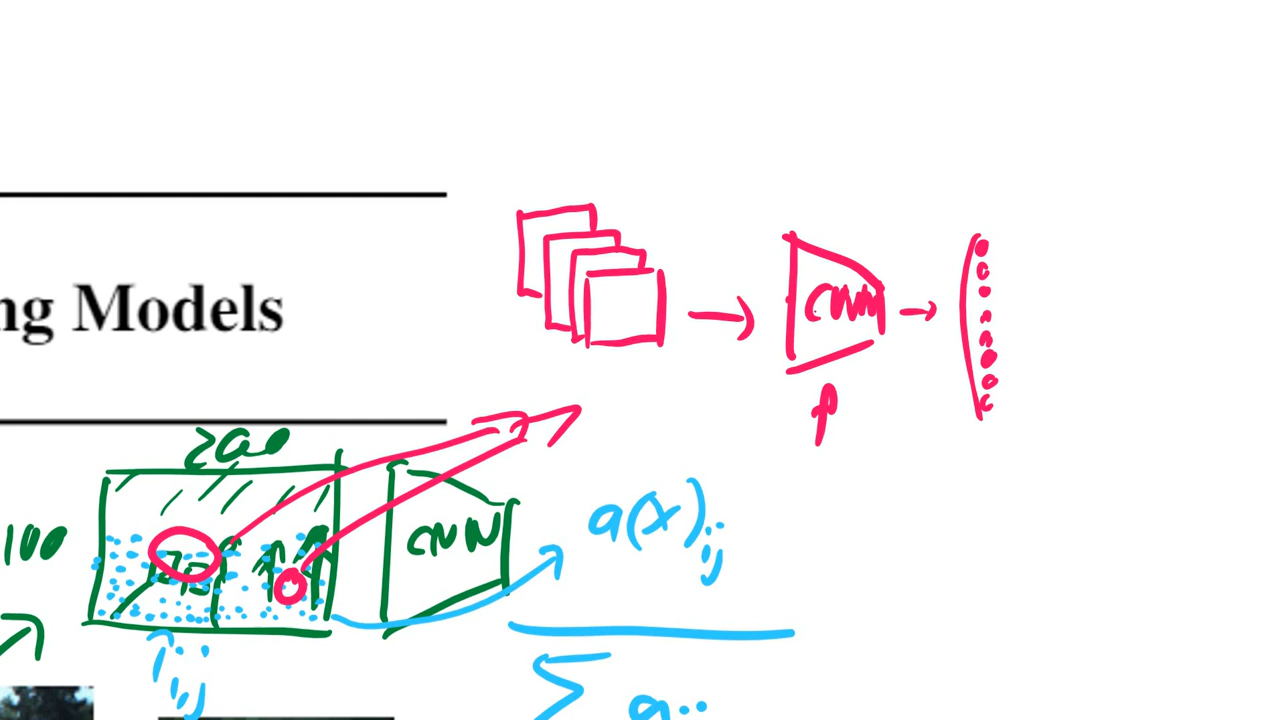 ng Models
CNN
f
200
100
CNN
a(x)ij
i,j
Σ a..